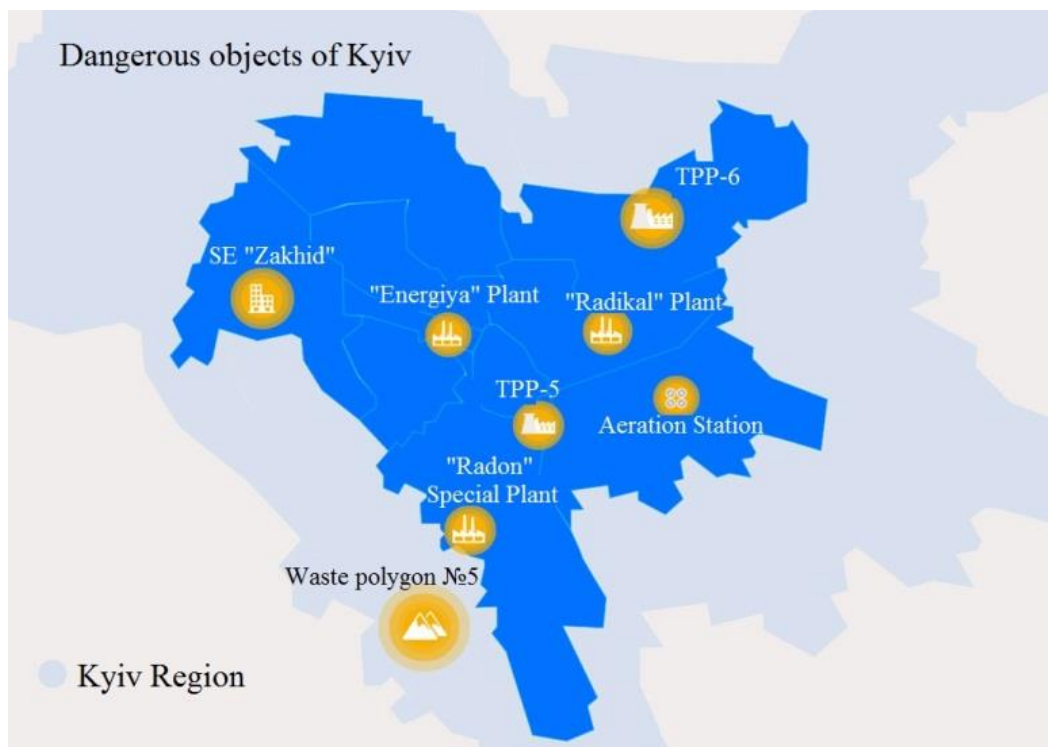 Dangerous objects of Kyiv
TPP-6
SE "Zakhid"
"Energiya" Plant
"Radikal" Plant
TPP-5
Aeration Station
"Radon"
Special Plant
Waste polygon №5
Kyiv Region